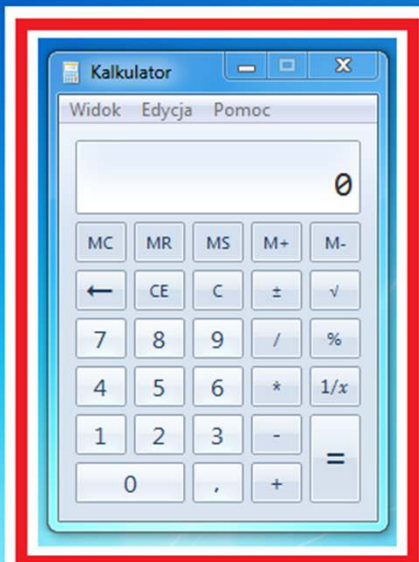 Kalkulator
Widok Edycja Pomoc
0
MC MR MS M+ M-
← CE C ± √
7 8 9 / %
4 5 6 * 1/x
1 2 3 - =
0 , +